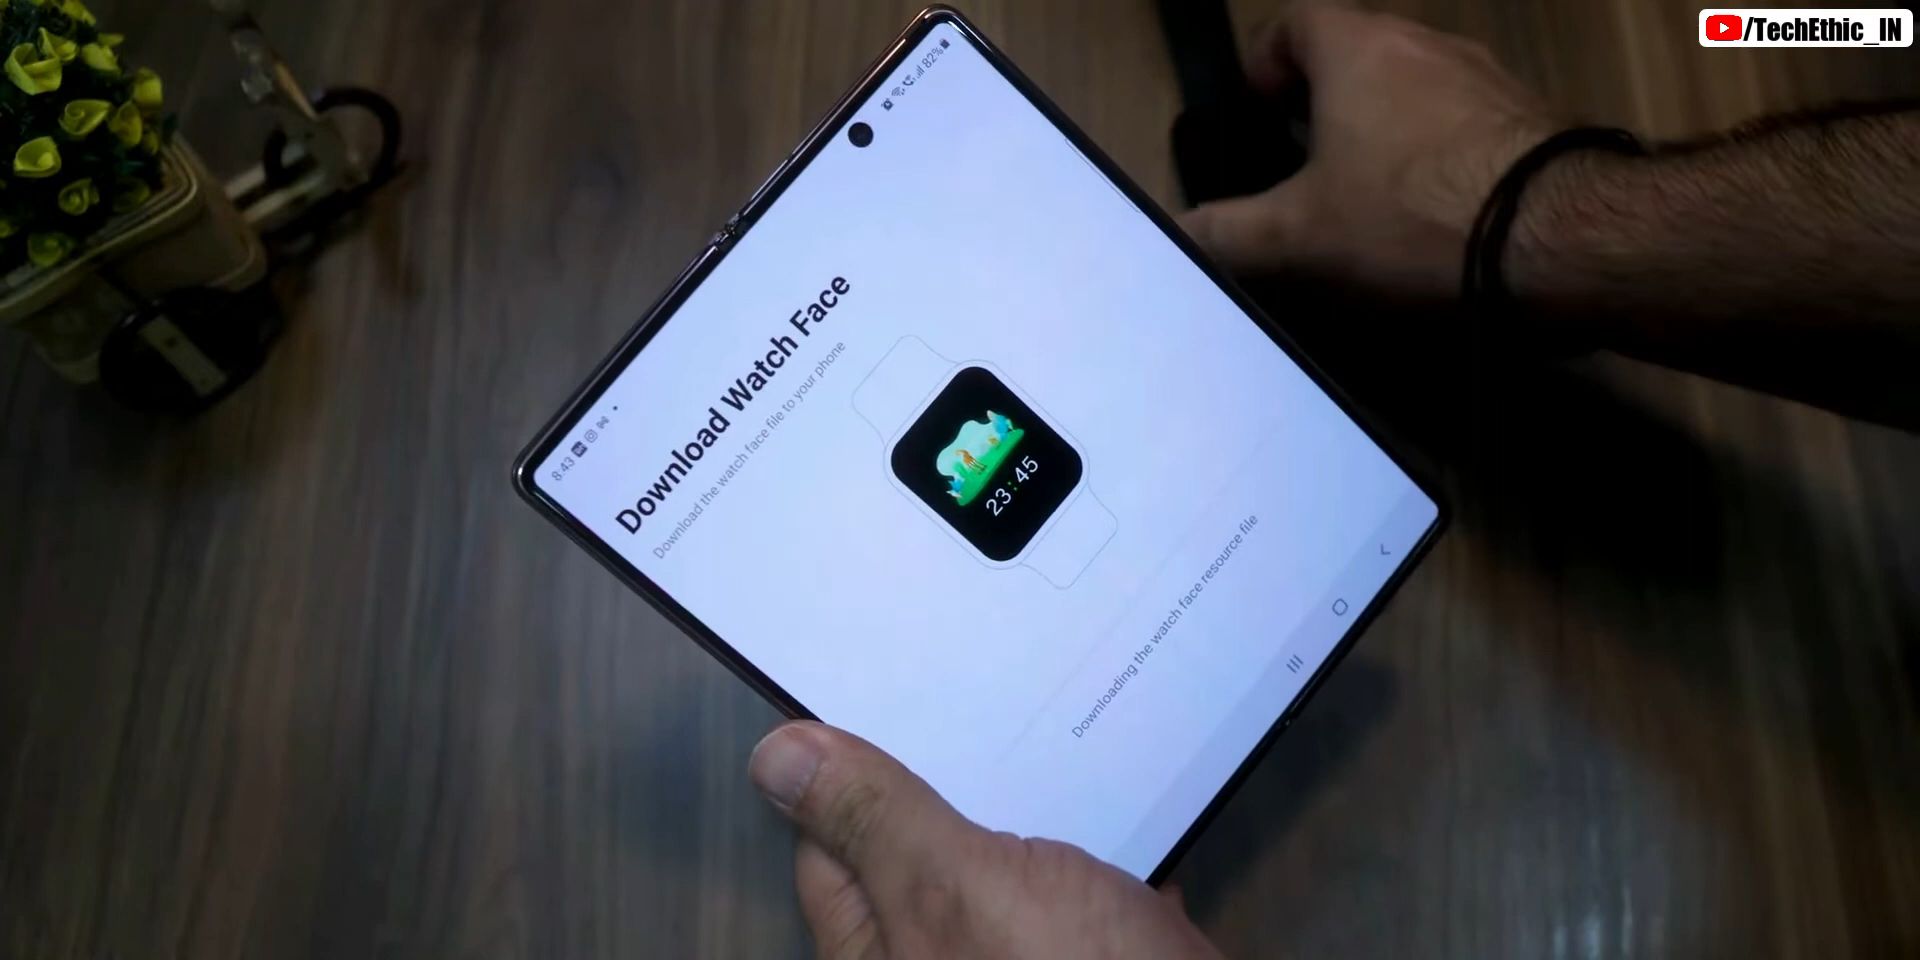 /TechEthic_IN
8:43
82%
Download Watch Face
Download the watch face file to your phone
23:45
Downloading the watch face resource file